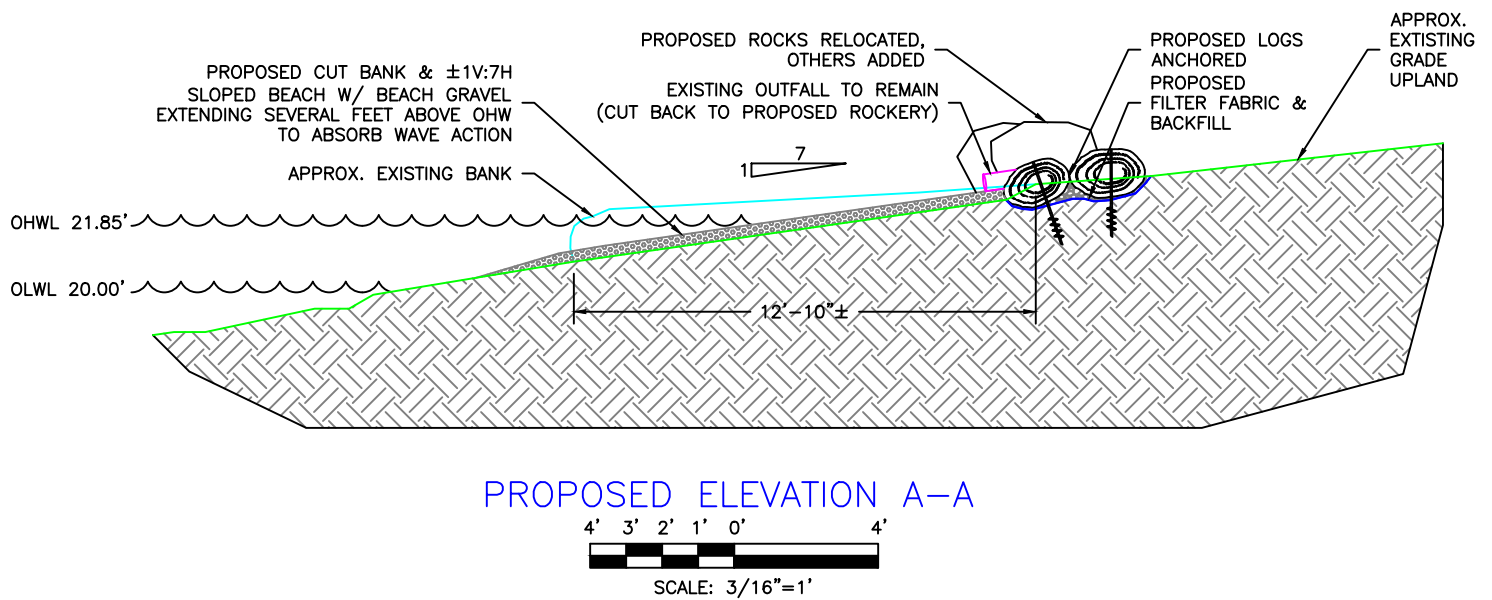 PROPOSED CUT BANK & ±1V:7H
SLOPED BEACH W/ BEACH GRAVEL
EXTENDING SEVERAL FEET ABOVE OHW
TO ABSORB WAVE ACTION
APPROX. EXISTING BANK
PROPOSED ROCKS RELOCATED,
OTHERS ADDED
EXISTING OUTFALL TO REMAIN
(CUT BACK TO PROPOSED ROCKERY)
PROPOSED LOGS
ANCHORED
PROPOSED
FILTER FABRIC &
BACKFILL
APPROX.
EXTISTING
GRADE
UPLAND
7
1
OHWL 21.85'
OLWL 20.00'
12'-10"±
PROPOSED ELEVATION A-A
4' 3' 2' 1' 0' 4'
SCALE: 3/16"=1'